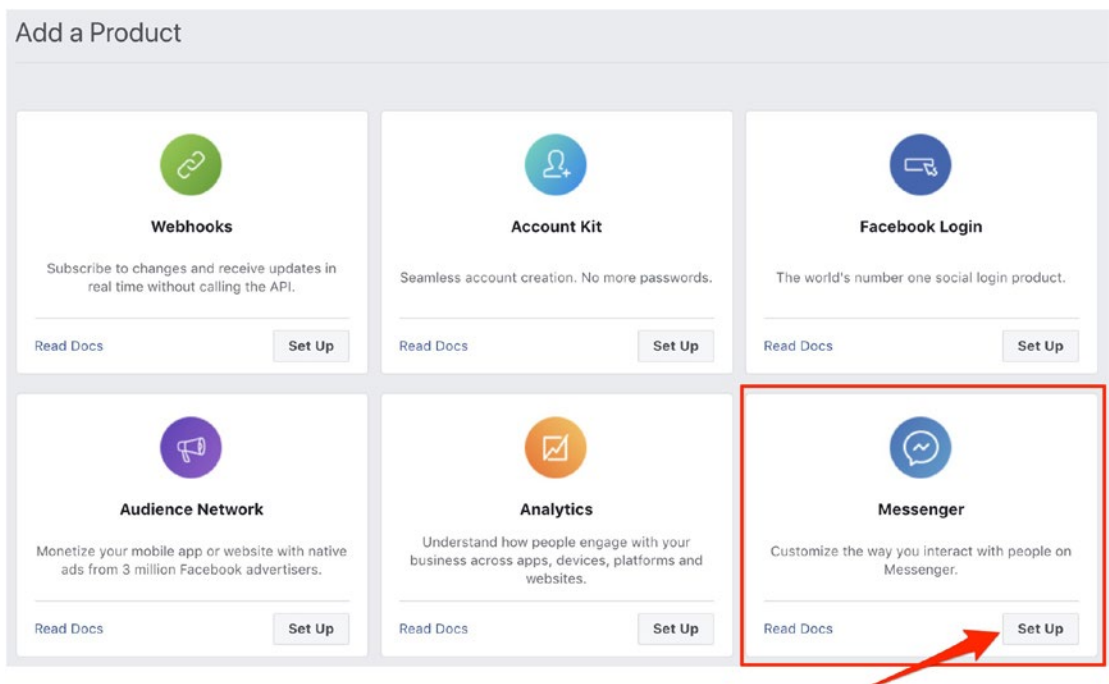 Add a Product
Webhooks
Subscribe to changes and receive updates in
real time without calling the API.
Read Docs
Set Up
Account Kit
Seamless account creation. No more passwords.
Read Docs
Set Up
Facebook Login
The world's number one social login product.
Read Docs
Set Up
Audience Network
Monetize your mobile app or website with native
ads from 3 million Facebook advertisers.
Read Docs
Set Up
Analytics
Understand how people engage with your
business across apps, devices, platforms and
websites.
Read Docs
Set Up
Messenger
Customize the way you interact with people on
Messenger.
Read Docs
Set Up